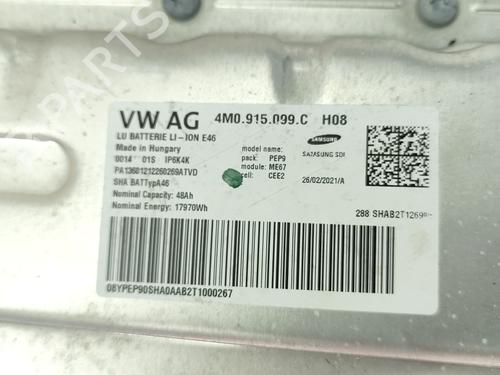 VW AG 4M0.915.099.C H08
LU BATTERIE LI-ION E46
Made in Hungary
0014 01S IP6K4K
PA13601212260269ATVD
SHA BATTypA46
Nominal Capacity: 48Ah
Nominal Energy: 17970Wh
model name:
pack: PEP9
module: ME67
cell: CEE2
SAMSUNG
SAMSUNG SDI
26/02/2021/A
288 SHAB2T1269
08YPEP90SHA0AAB2T1000267
B-PARTS